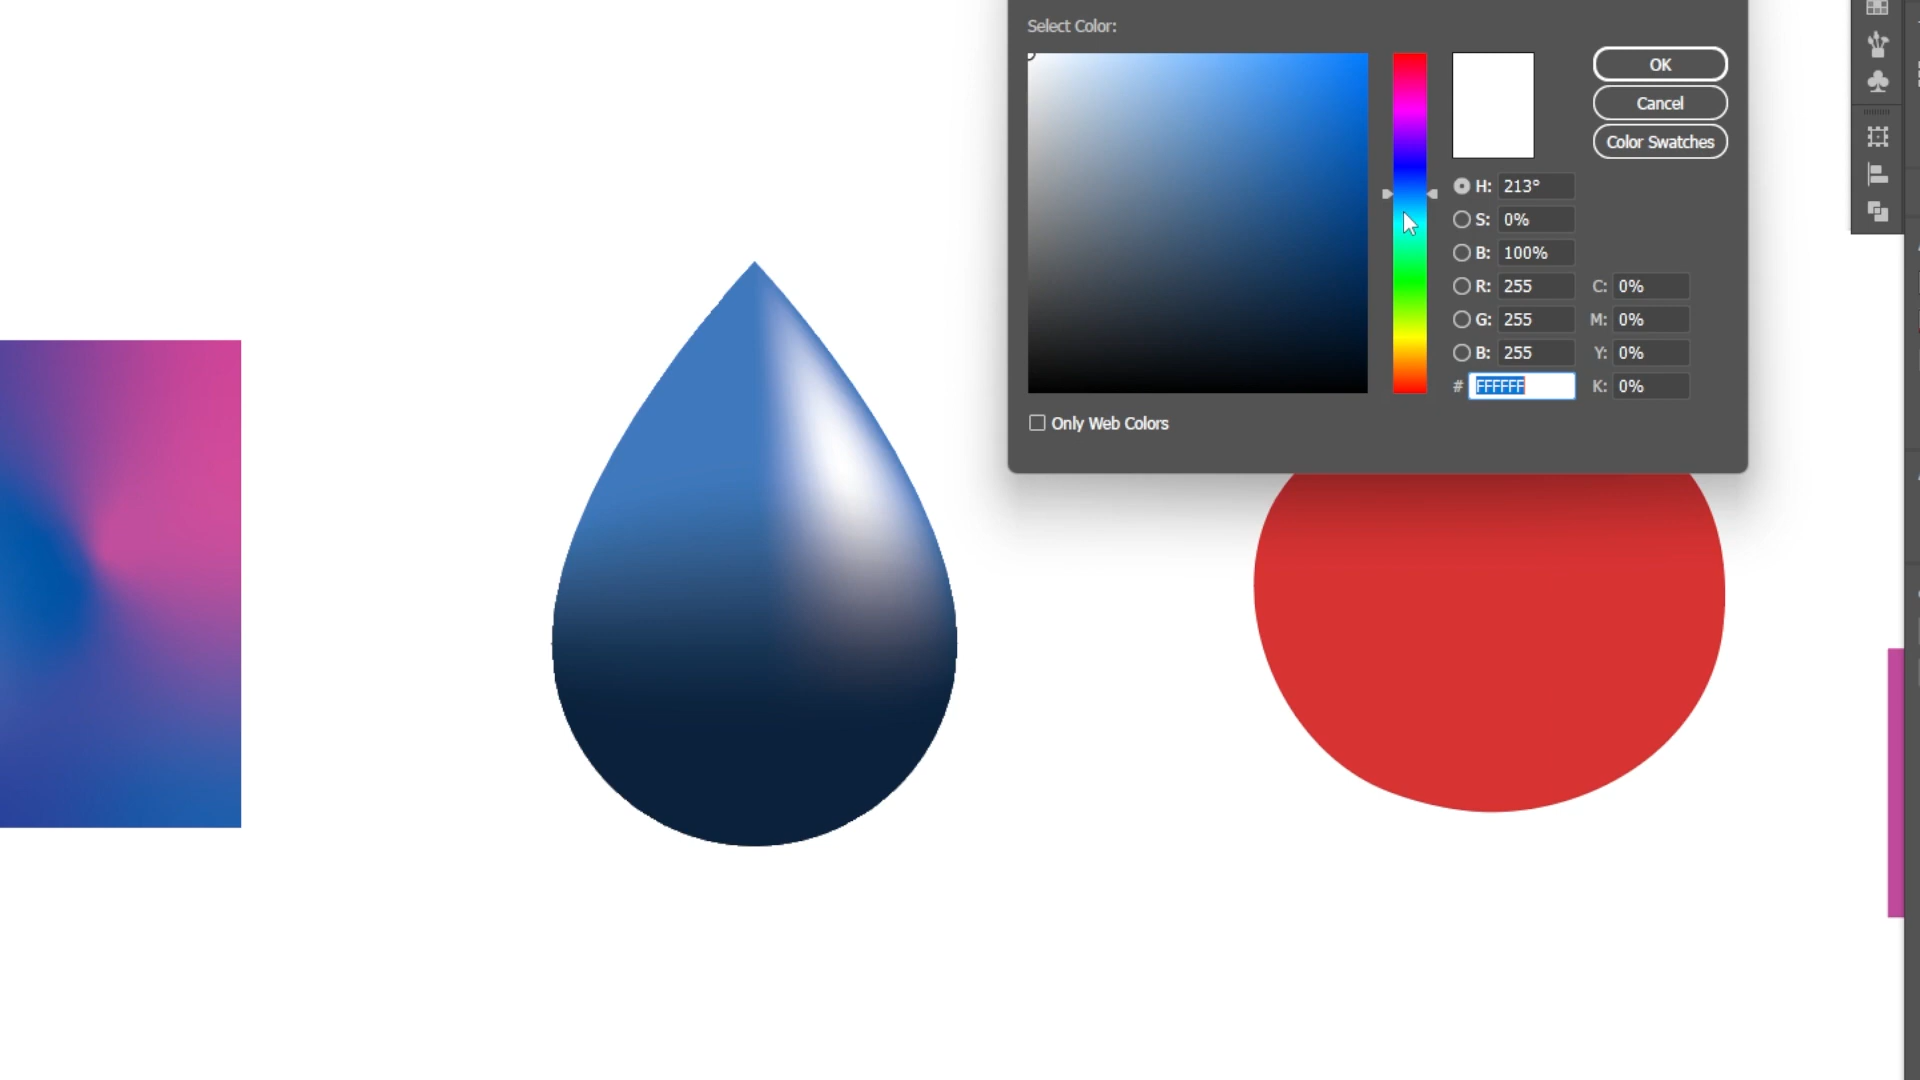 Select Color:
OK
Cancel
Color Swatches
H: 213°
S: 0%
B: 100%
R: 255 C: 0%
G: 255 M: 0%
B: 255 Y: 0%
# FFFFFF K: 0%
Only Web Colors